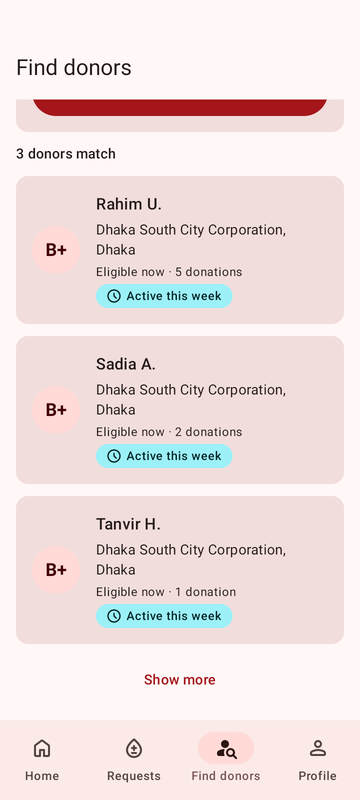 Find donors
3 donors match
Rahim U.
B+
Dhaka South City Corporation,
Dhaka
Eligible now · 5 donations
Active this week
Sadia A.
B+
Dhaka South City Corporation,
Dhaka
Eligible now · 2 donations
Active this week
Tanvir H.
B+
Dhaka South City Corporation,
Dhaka
Eligible now · 1 donation
Active this week
Show more
Home
Requests
Find donors
Profile